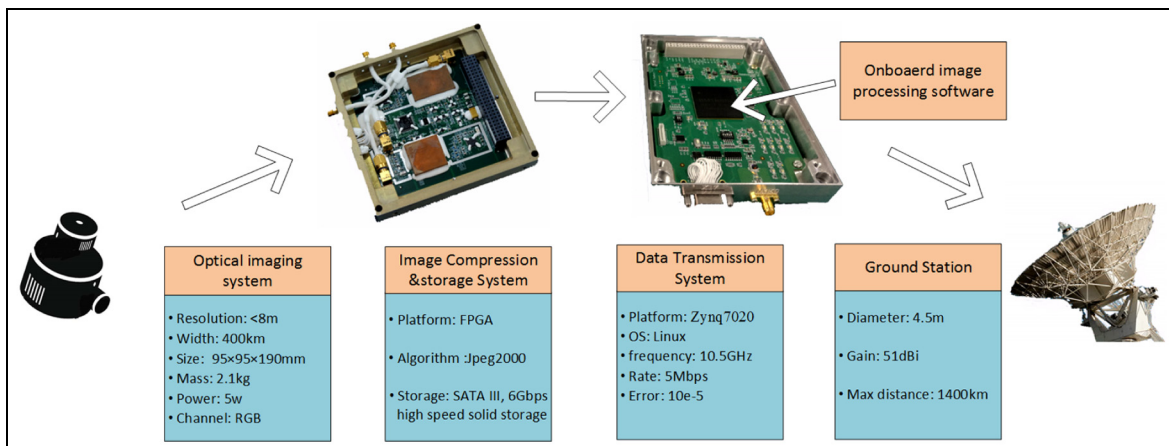 Onboaerd image
processing software
Optical imaging
system
• Resolution: <8m
• Width: 400km
• Size: 95×95×190mm
• Mass: 2.1kg
• Power: 5w
• Channel: RGB
Image Compression
&storage System
• Platform: FPGA
• Algorithm :Jpeg2000
• Storage: SATA III, 6Gbps
high speed solid storage
Data Transmission
System
• Platform: Zynq7020
• OS: Linux
• frequency: 10.5GHz
• Rate: 5Mbps
• Error: 10e-5
Ground Station
• Diameter: 4.5m
• Gain: 51dBi
• Max distance: 1400km